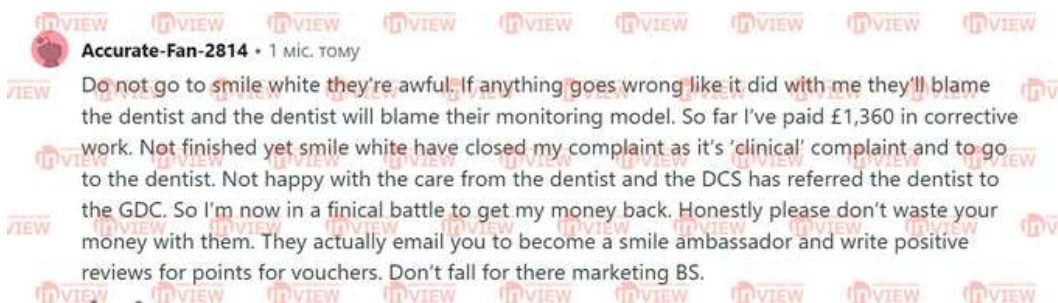 Accurate-Fan-2814 • 1 міс. тому
Do not go to smile white they're awful. If anything goes wrong like it did with me they'll blame
the dentist and the dentist will blame their monitoring model. So far I've paid £1,360 in corrective
work. Not finished yet smile white have closed my complaint as it's 'clinical' complaint and to go
to the dentist. Not happy with the care from the dentist and the DCS has referred the dentist to
the GDC. So I'm now in a finical battle to get my money back. Honestly please don't waste your
money with them. They actually email you to become a smile ambassador and write positive
reviews for points for vouchers. Don't fall for there marketing BS.